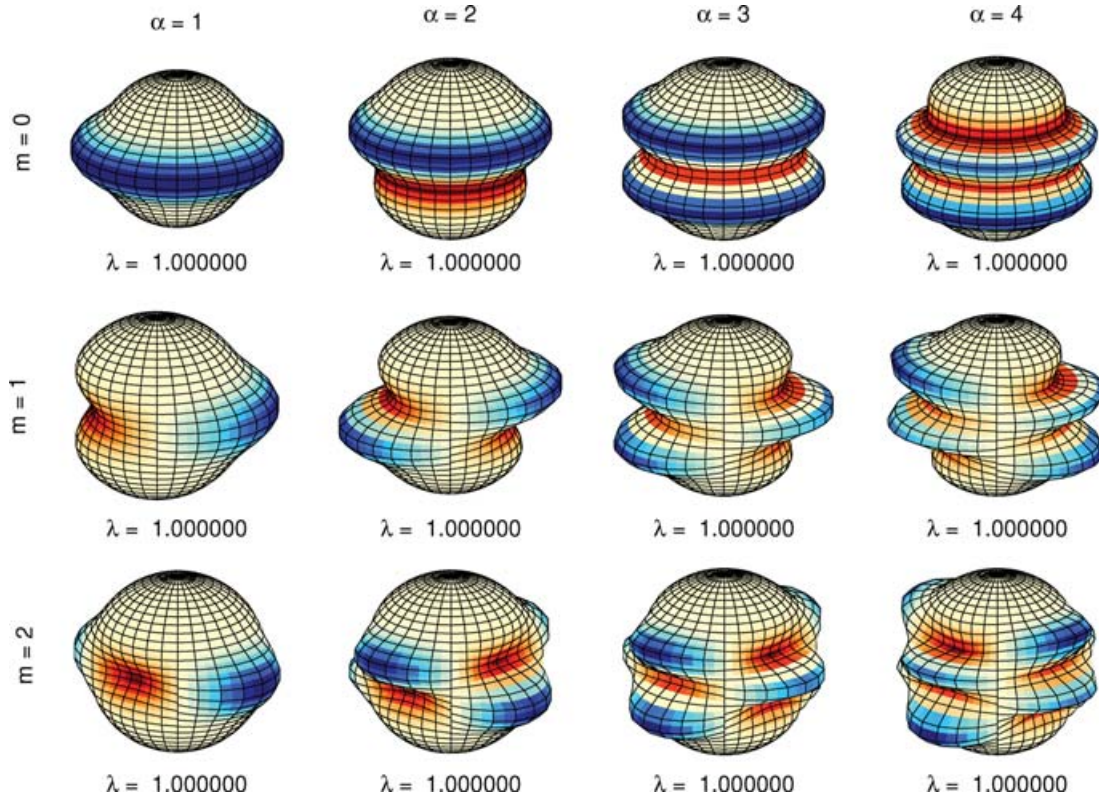 α = 1 α = 2 α = 3 α = 4
m = 0
λ = 1.000000 λ = 1.000000 λ = 1.000000 λ = 1.000000
m = 1
λ = 1.000000 λ = 1.000000 λ = 1.000000 λ = 1.000000
m = 2
λ = 1.000000 λ = 1.000000 λ = 1.000000 λ = 1.000000